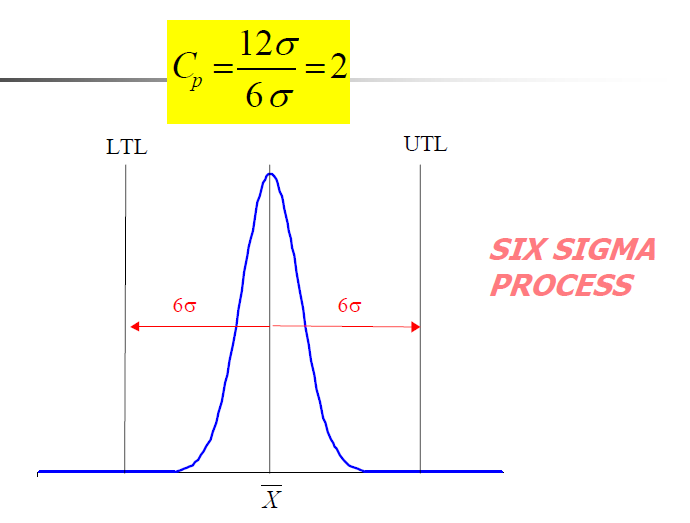 Cp = 12σ / 6σ = 2
LTL
UTL
SIX SIGMA
PROCESS
6σ
6σ
X̅